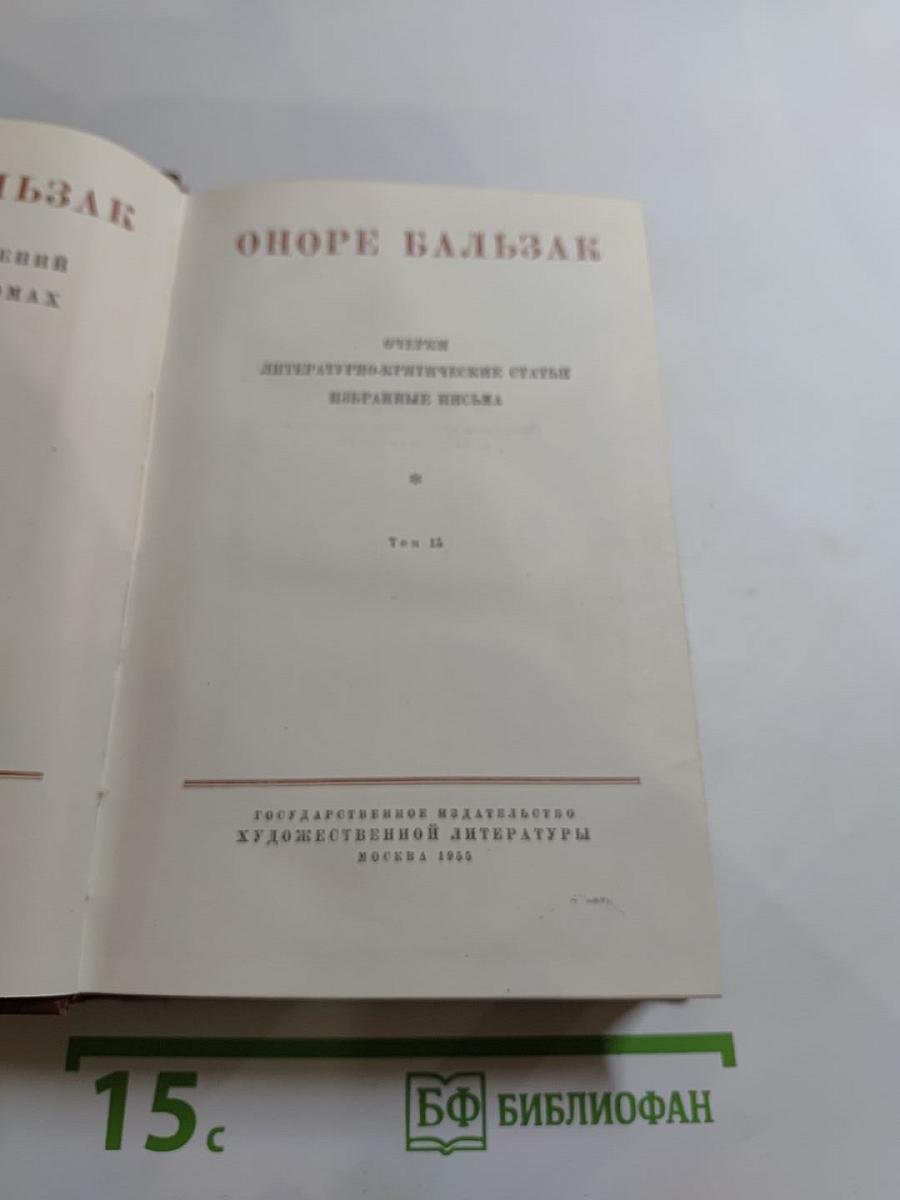 ЛЬЗАК
ЕНИЙ
ОМАХ
ОНОРЕ БАЛЬЗАК
ОЧЕРКИ
ЛИТЕРАТУРНО-КРИТИЧЕСКИЕ СТАТЬИ
ИЗБРАННЫЕ ПИСЬМА
*
Том 15
ГОСУДАРСТВЕННОЕ ИЗДАТЕЛЬСТВО
ХУДОЖЕСТВЕННОЙ ЛИТЕРАТУРЫ
МОСКВА 1955
15 с
БФ БИБЛИОФАН